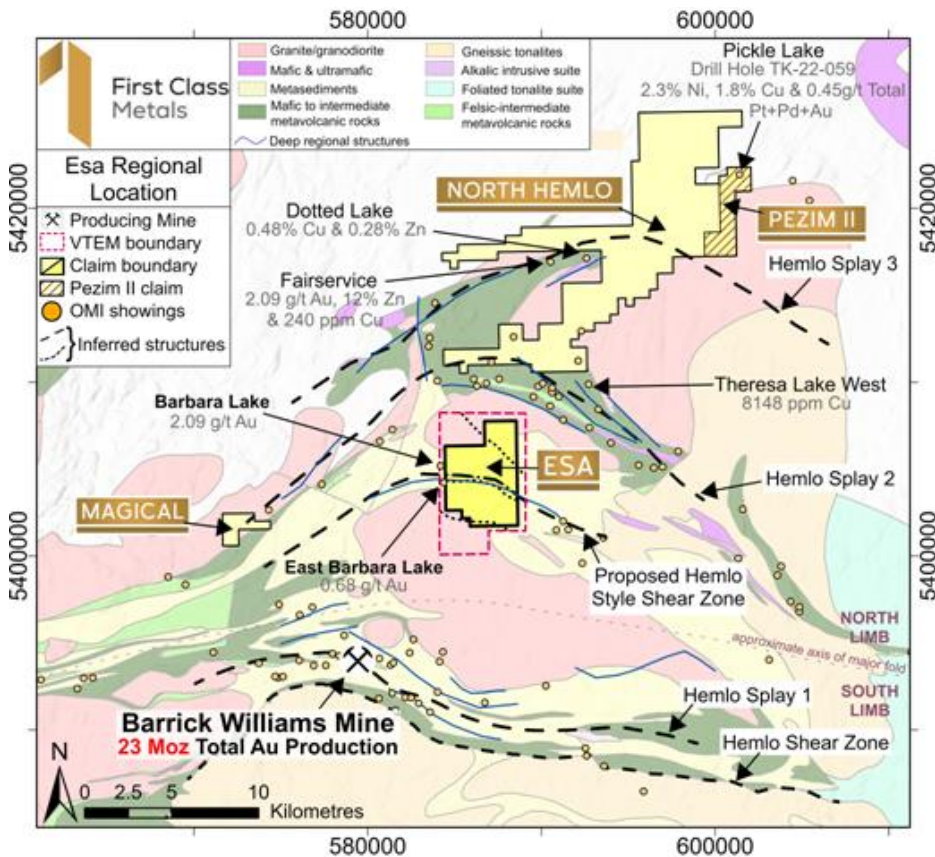 580000
600000
First Class
Metals
Granite/granodiorite
Mafic & ultramafic
Metasediments
Mafic to intermediate
metavolcanic rocks
Deep regional structures
Gneissic tonalites
Alkalic intrusive suite
Foliated tonalite suite
Felsic-intermediate
metavolcanic rocks
Pickle Lake
Drill Hole TK-22-059
2.3% Ni, 1.8% Cu & 0.45g/t Total
Pt+Pd+Au
Esa Regional
Location
Producing Mine
VTEM boundary
Claim boundary
Pezim II claim
OMI showings
Inferred structures
5420000
5420000
NORTH HEMLO
PEZIM II
Dotted Lake
0.48% Cu & 0.28% Zn
Fairservice
2.09 g/t Au, 12% Zn
& 240 ppm Cu
Hemlo Splay 3
Theresa Lake West
8148 ppm Cu
Barbara Lake
2.09 g/t Au
ESA
Hemlo Splay 2
MAGICAL
5400000
5400000
East Barbara Lake
0.68 g/t Au
Proposed Hemlo
Style Shear Zone
NORTH
LIMB
approximate axis of major fold
SOUTH
LIMB
Barrick Williams Mine
23 Moz Total Au Production
Hemlo Splay 1
Hemlo Shear Zone
N
0 2.5 5 10
Kilometres
580000
600000